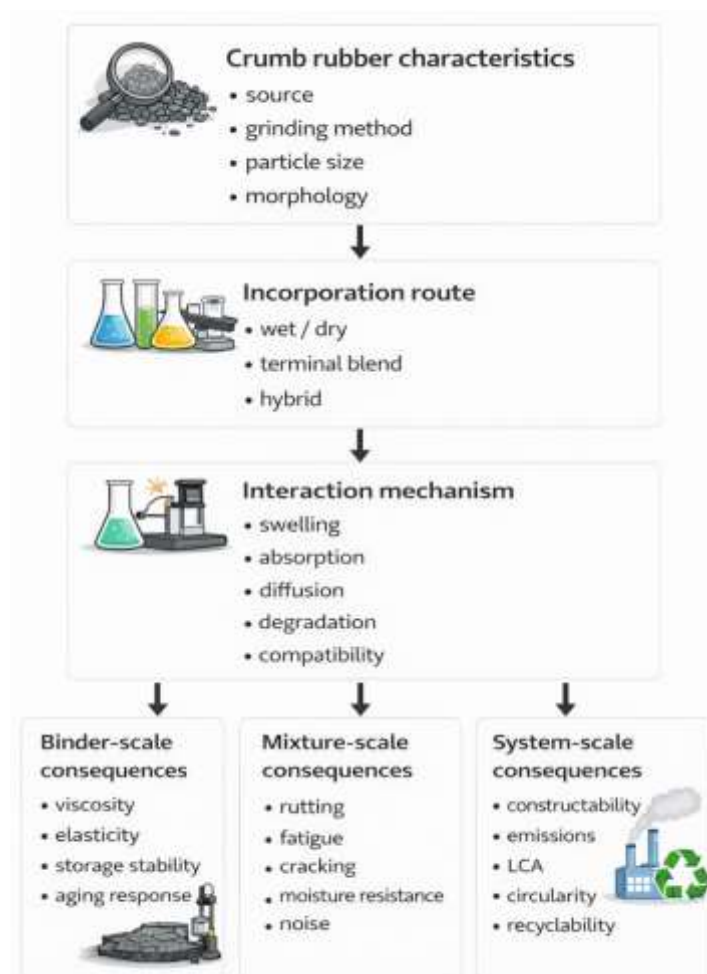 Crumb rubber characteristics
• source
• grinding method
• particle size
• morphology
Incorporation route
• wet / dry
• terminal blend
• hybrid
Interaction mechanism
• swelling
• absorption
• diffusion
• degradation
• compatibility
Binder-scale
consequences
• viscosity
• elasticity
• storage stability
• aging response
Mixture-scale
consequences
• rutting
• fatigue
• cracking
• moisture resistance
• noise
System-scale
consequences
• constructability
• emissions
• LCA
• circularity
• recyclability